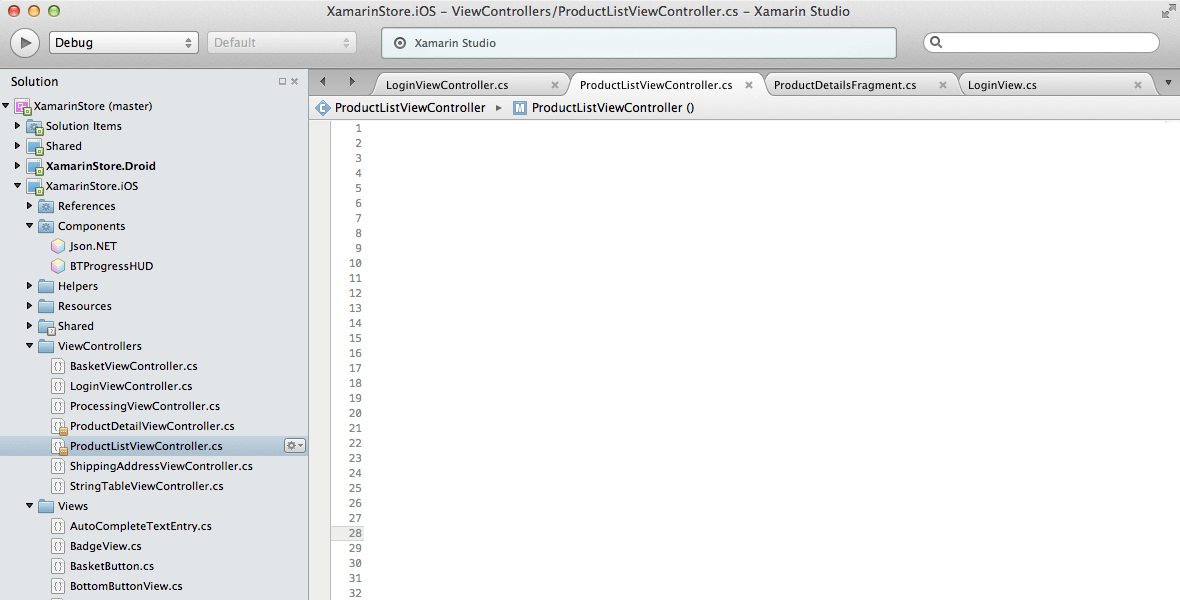 XamarinStore.iOS – ViewControllers/ProductListViewController.cs – Xamarin Studio
Debug
Default
Xamarin Studio
Solution
LoginViewController.cs
ProductListViewController.cs
ProductDetailsFragment.cs
LoginView.cs
ProductListViewController
M
ProductListViewController ()
XamarinStore (master)
Solution Items
Shared
XamarinStore.Droid
XamarinStore.iOS
References
Components
Json.NET
BTProgressHUD
Helpers
Resources
Shared
ViewControllers
BasketViewController.cs
LoginViewController.cs
ProcessingViewController.cs
ProductDetailViewController.cs
ProductListViewController.cs
ShippingAddressViewController.cs
StringTableViewController.cs
Views
AutoCompleteTextEntry.cs
BadgeView.cs
BasketButton.cs
BottomButtonView.cs
1
2
3
4
5
6
7
8
9
10
11
12
13
14
15
16
17
18
19
20
21
22
23
24
25
26
27
28
29
30
31
32